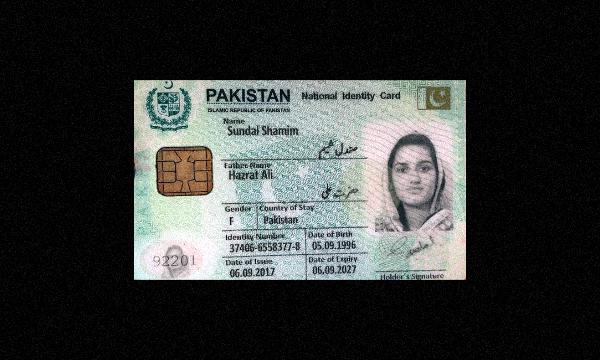 PAKISTAN National Identity Card
ISLAMIC REPUBLIC OF PAKISTAN
Name
Sundal Shamim
صندل شمیم
Father Name
Hazrat Ali
حضرت علی
Gender Country of Stay
F Pakistan
Identity Number Date of Birth
37406-6558377-8 05.09.1996
Date of Issue Date of Expiry
06.09.2017 06.09.2027
92201
Holder's Signature